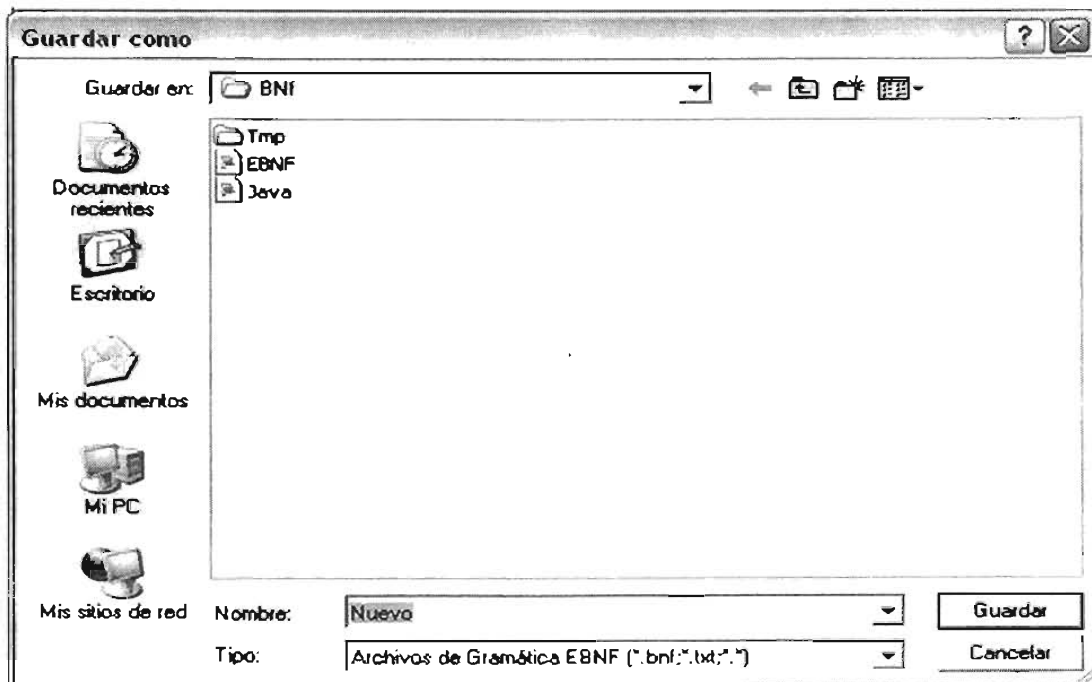 Guardar como
Guardar en: BNf
Tmp
EBNF
Java
Documentos
recientes
Escritorio
Mis documentos
Mi PC
Mis sitios de red
Nombre: Nuevo
Guardar
Tipo: Archivos de Gramática EBNF (*.bnf;*.txt;*.*)
Cancelar